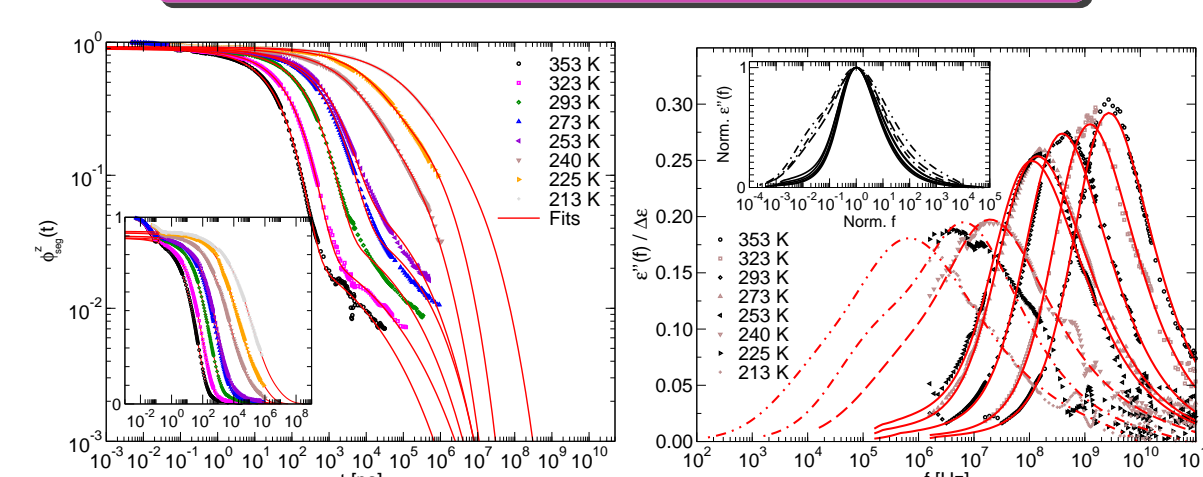 10^0
10^-1
10^-2
10^-3
ϕ^z_seg(t)
353 K
323 K
293 K
273 K
253 K
240 K
225 K
213 K
Fits
1
0
10^-2 10^0 10^2 10^4 10^6 10^8
10^-3 10^-2 10^-1 10^0 10^1 10^2 10^3 10^4 10^5 10^6 10^7 10^8 10^9 10^10
0.30
0.25
0.20
0.15
0.10
0.05
0.00
ε"(f) / Δε
1
0
Norm. ε"(f)
10^-4 10^-3 10^-2 10^-1 10^0 10^1 10^2 10^3 10^4 10^5
Norm. f
353 K
323 K
293 K
273 K
253 K
240 K
225 K
213 K
10^2 10^3 10^4 10^5 10^6 10^7 10^8 10^9 10^10